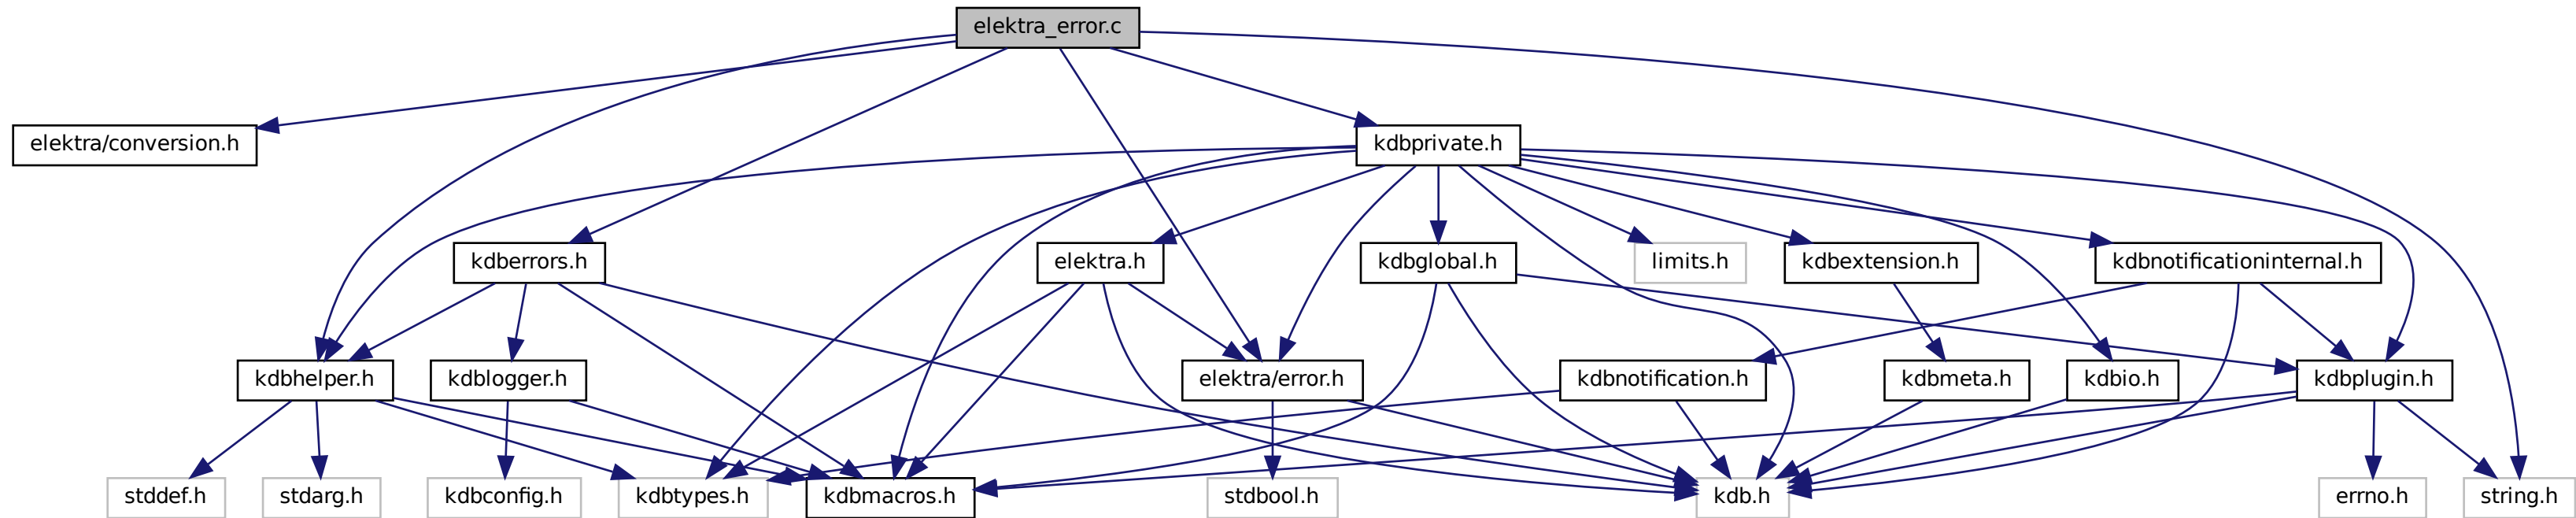 elektra_error.c
elektra/conversion.h
kdbprivate.h
kdberrors.h
elektra.h
kdbglobal.h
limits.h
kdbextension.h
kdbnotificationinternal.h
kdbhelper.h
kdblogger.h
elektra/error.h
kdbnotification.h
kdbmeta.h
kdbio.h
kdbplugin.h
stddef.h
stdarg.h
kdbconfig.h
kdbtypes.h
kdbmacros.h
stdbool.h
kdb.h
errno.h
string.h